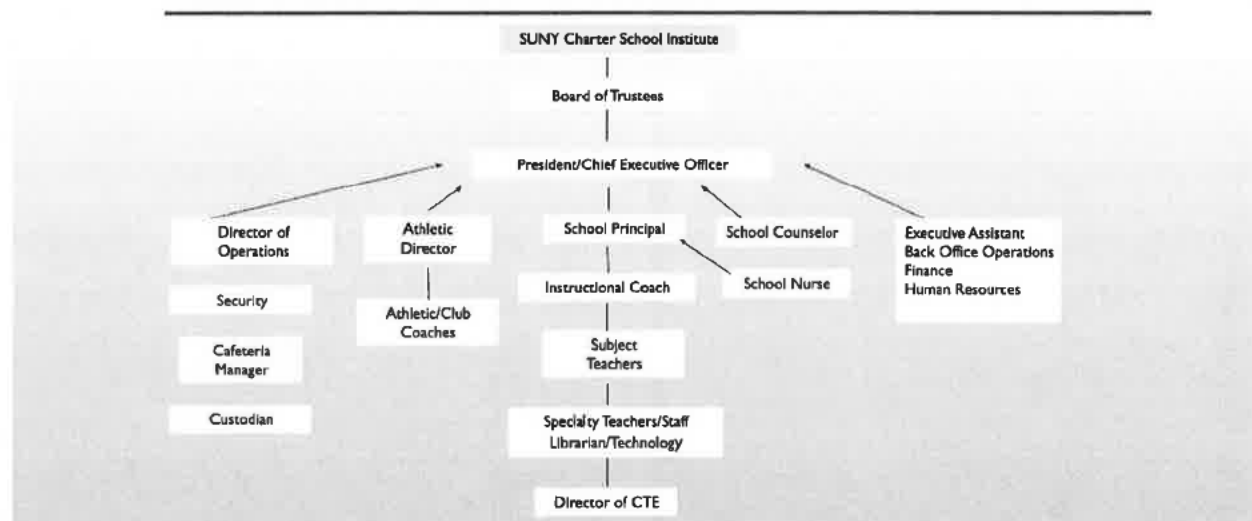 SUNY Charter School Institute
Board of Trustees
President/Chief Executive Officer
Director of
Operations
Security
Cafeteria
Manager
Custodian
Athletic
Director
Athletic/Club
Coaches
School Principal
Instructional Coach
Subject
Teachers
Specialty Teachers/Staff
Librarian/Technology
Director of CTE
School Counselor
School Nurse
Executive Assistant
Back Office Operations
Finance
Human Resources